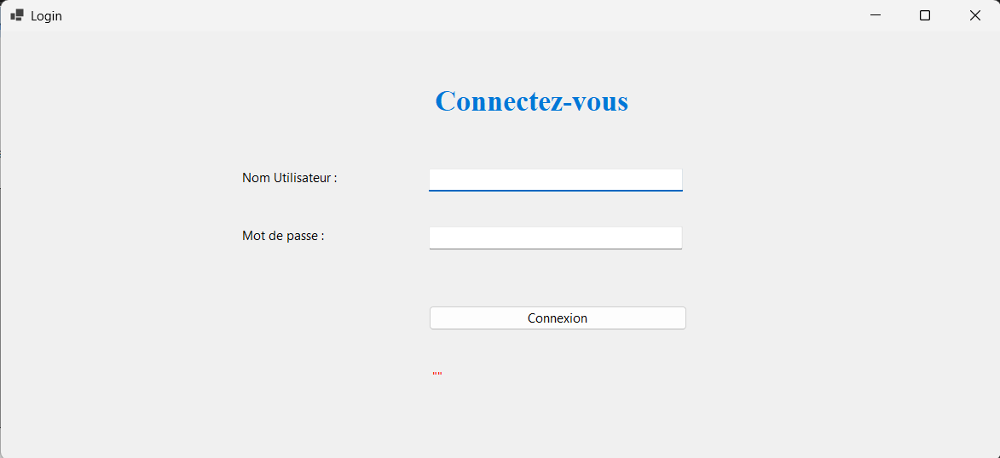 Login
Connectez-vous
Nom Utilisateur :
Mot de passe :
Connexion
""